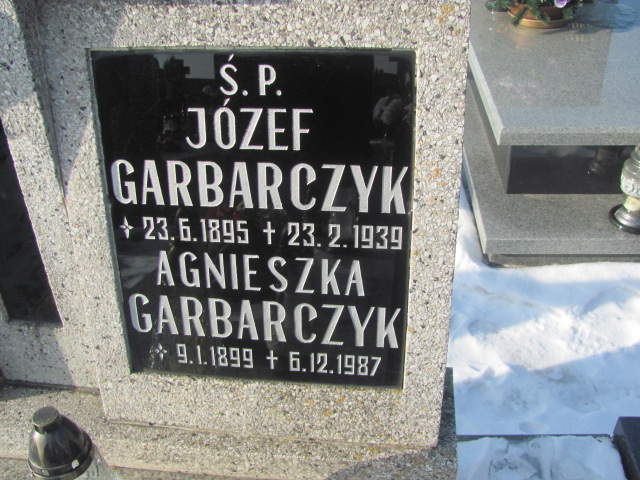 Ś. P.
JÓZEF
GARBARCZYK
✦ 23.6.1895 ✝ 23.2.1939
AGNIESZKA
GARBARCZYK
✦ 9.1.1899 ✝ 6.12.1987